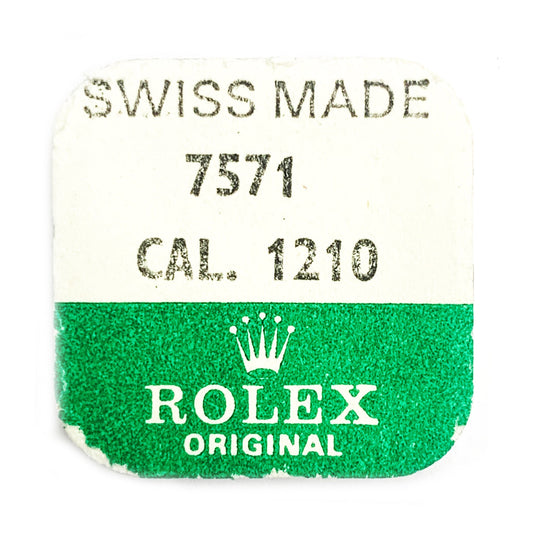 SWISS MADE
7571
CAL. 1210
ROLEX
ORIGINAL